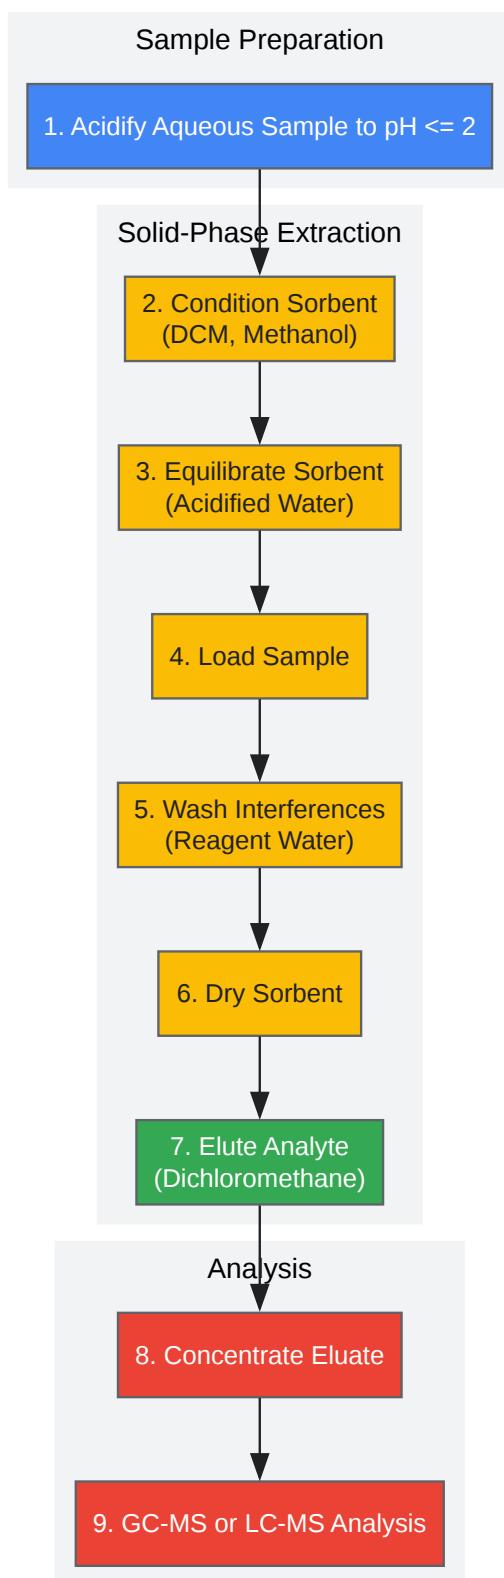 Sample Preparation
1. Acidify Aqueous Sample to pH <= 2
Solid-Phase Extraction
2. Condition Sorbent
(DCM, Methanol)
3. Equilibrate Sorbent
(Acidified Water)
4. Load Sample
5. Wash Interferences
(Reagent Water)
6. Dry Sorbent
7. Elute Analyte
(Dichloromethane)
Analysis
8. Concentrate Eluate
9. GC-MS or LC-MS Analysis